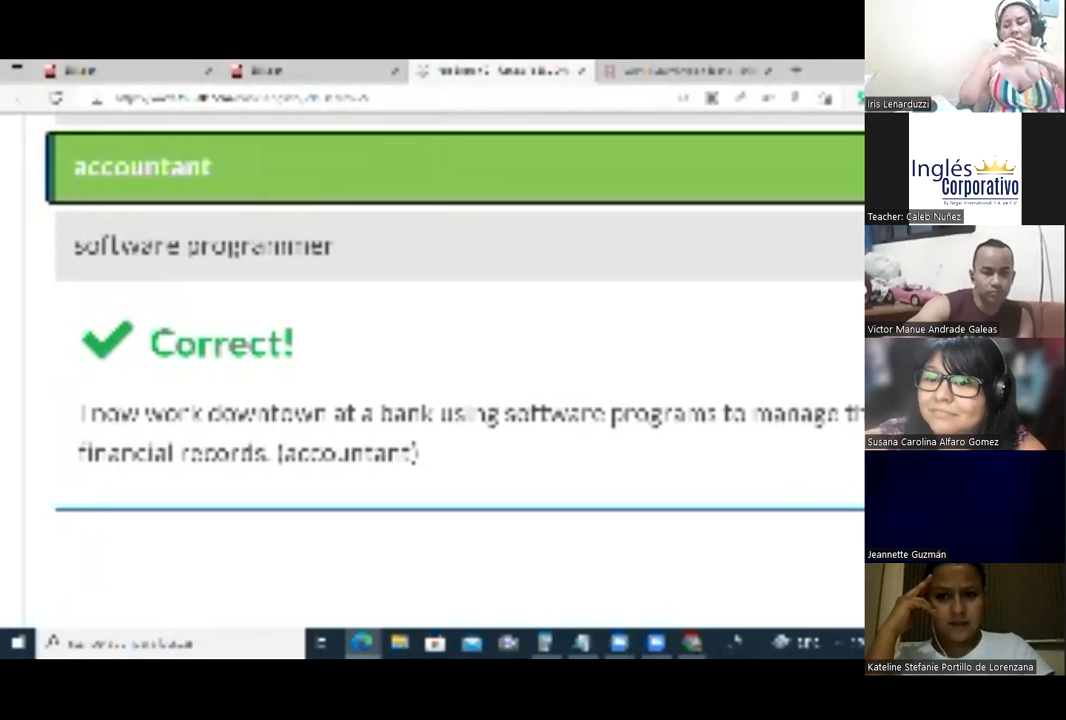 accountant
software programmer
Correct!
I now work downtown at a bank using software programs to manage th
financial records. (accountant)
Iris Lenarduzzi
Inglés
Corporativo
Teacher: Caleb Nuñez
Victor Manue Andrade Galeas
Susana Carolina Alfaro Gomez
Jeannette Guzmán
Kateline Stefanie Portillo de Lorenzana